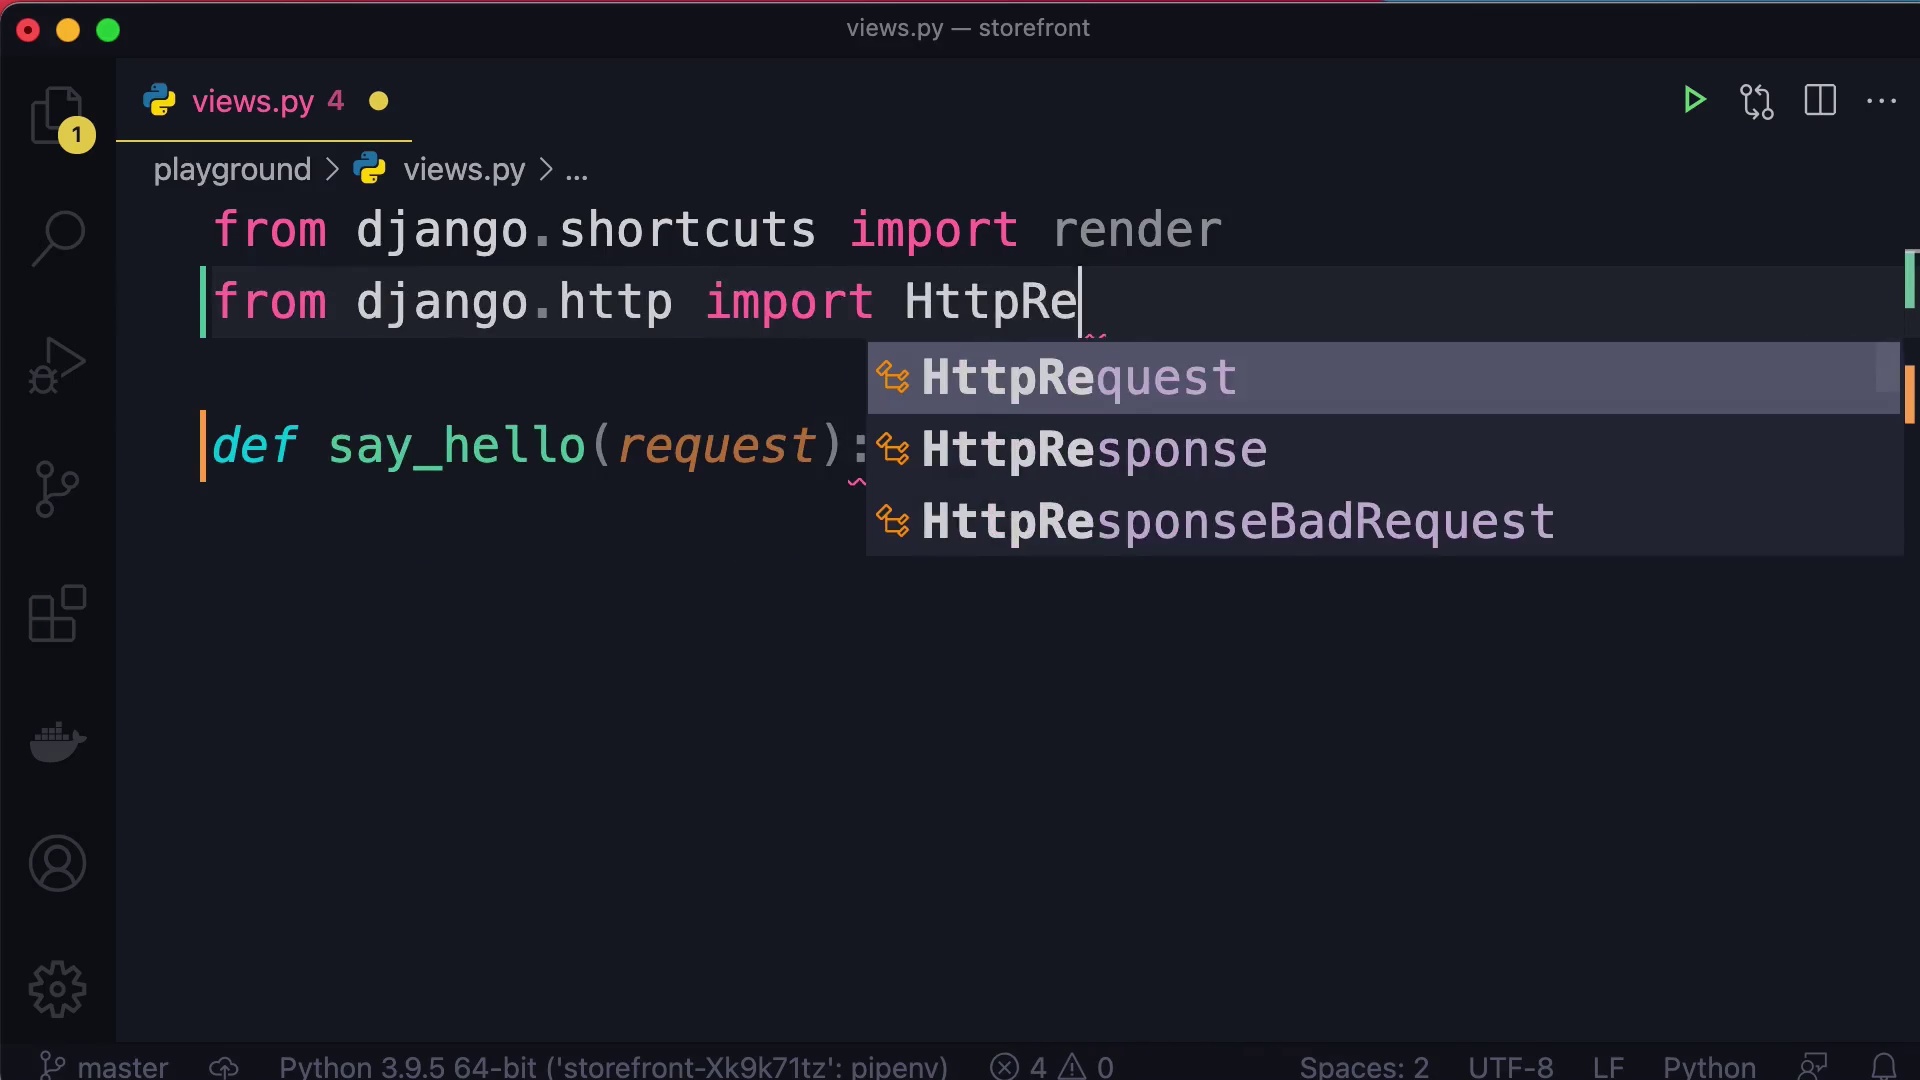 views.py — storefront
views.py 4
1
playground > views.py > ...
from django.shortcuts import render
from django.http import HttpRe
HttpRequest
def say_hello(request):
HttpResponse
HttpResponseBadRequest
master Python 3.9.5 64-bit ('storefront-Xk9k71tz': pipenv) 4 0 Spaces: 2 UTF-8 LF Python